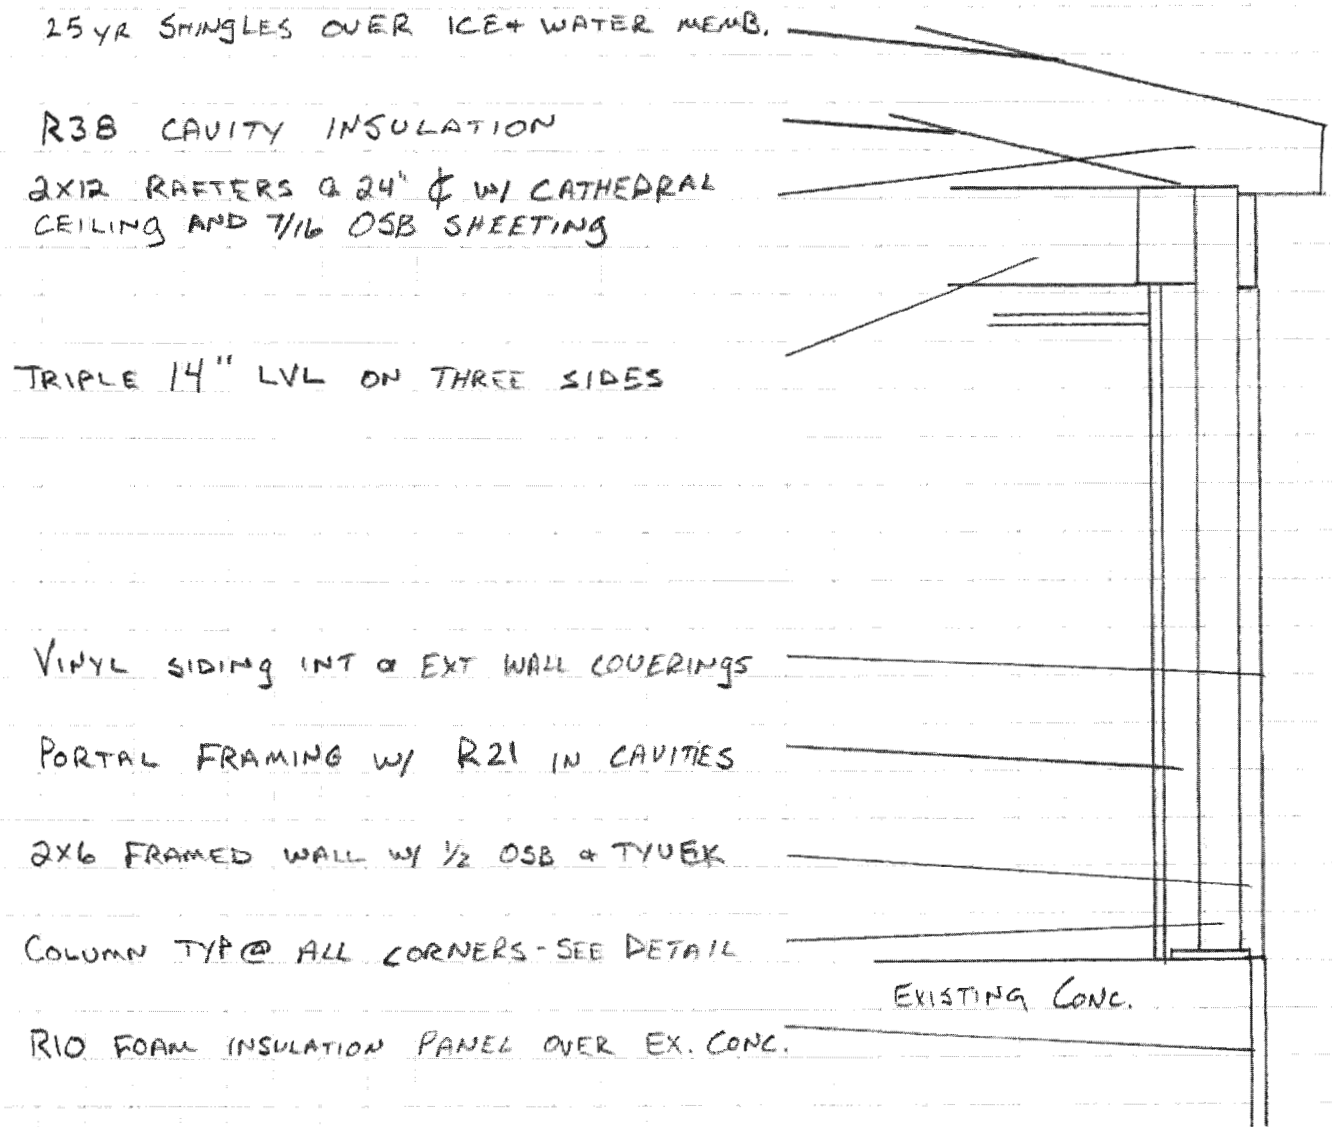 25 YR SHINGLES OVER ICE + WATER MEMB.
R38 CAVITY INSULATION
2X12 RAFTERS @ 24" ℄ W/ CATHEDRAL
CEILING AND 7/16 OSB SHEETING
TRIPLE 14" LVL ON THREE SIDES
VINYL SIDING INT & EXT WALL COVERINGS
PORTAL FRAMING W/ R21 IN CAVITIES
2X6 FRAMED WALL W/ 1/2 OSB & TYVEK
COLUMN TYP @ ALL CORNERS - SEE DETAIL
EXISTING CONC.
R10 FOAM INSULATION PANEL OVER EX. CONC.